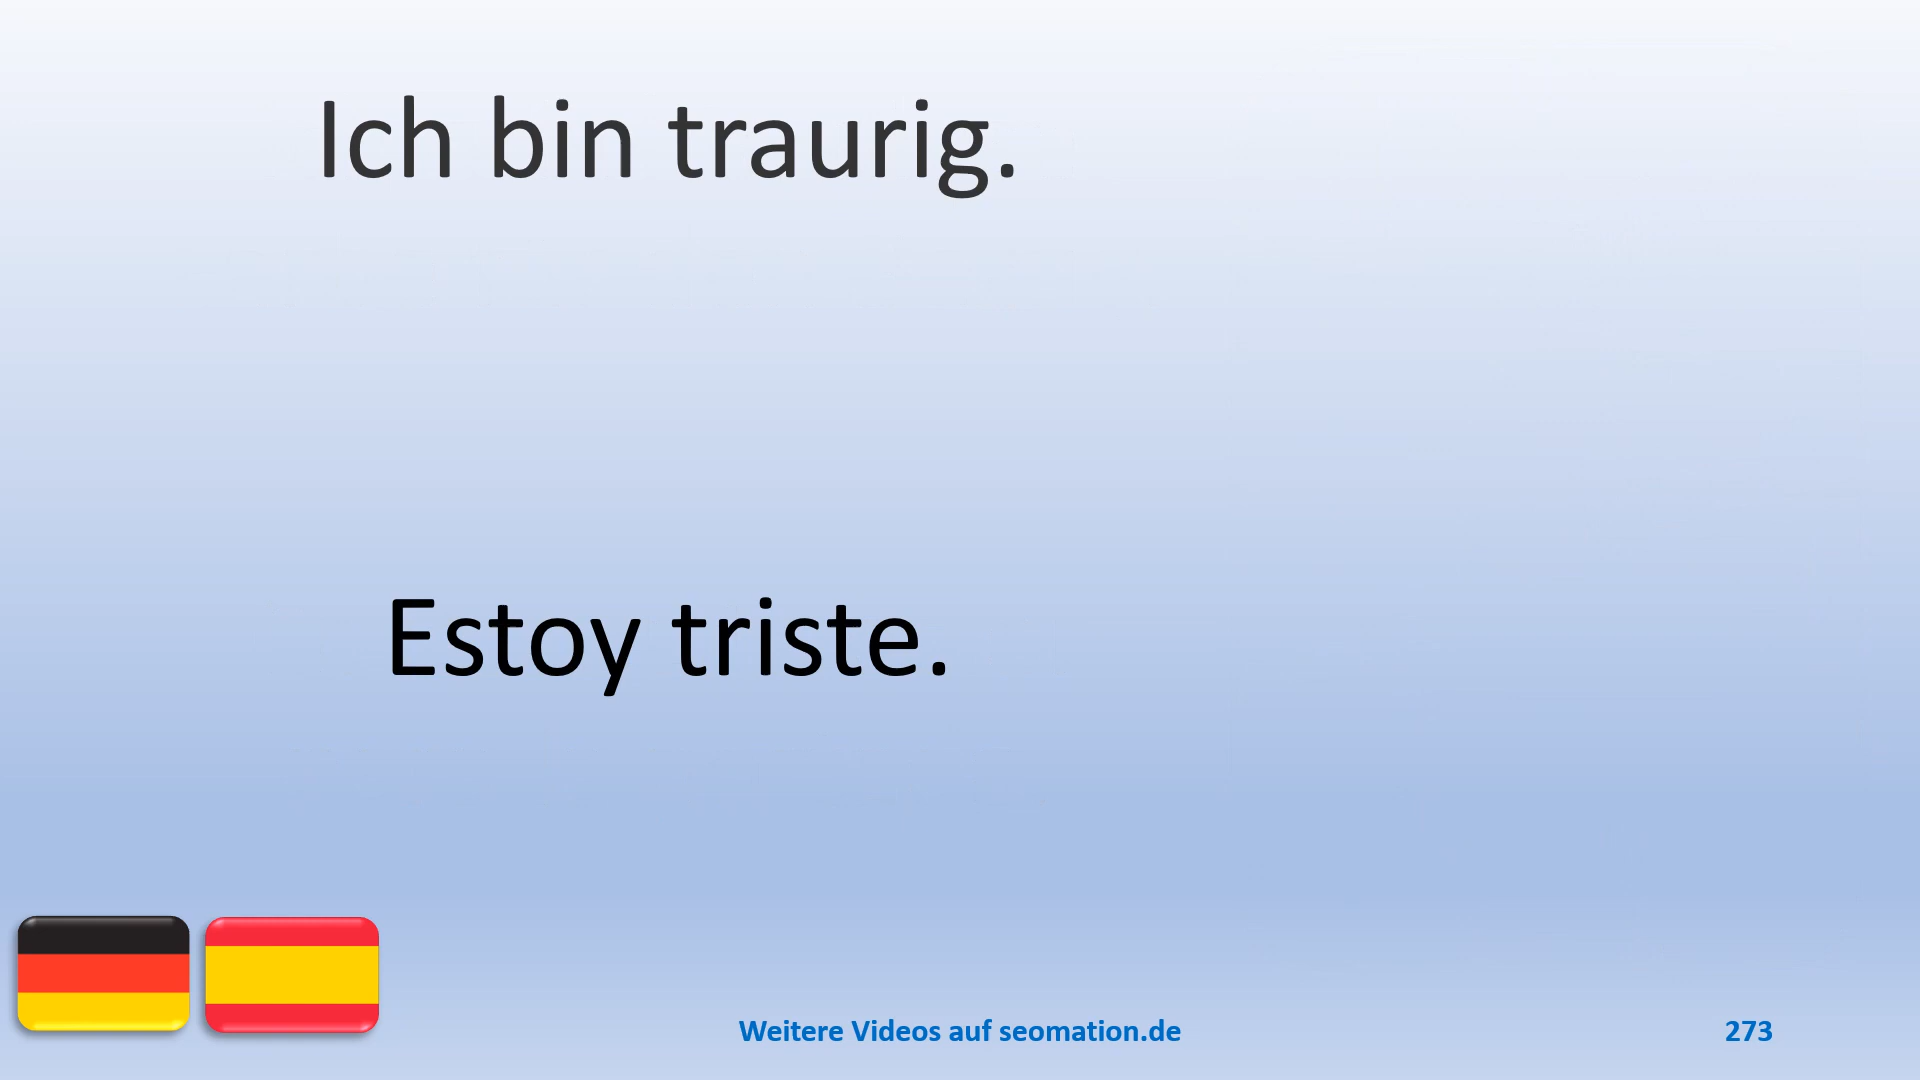 Ich bin traurig.
Estoy triste.
Weitere Videos auf seomation.de
273